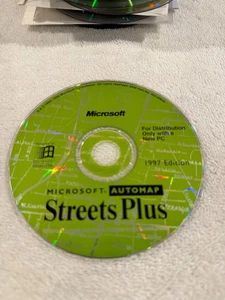 Microsoft
For Distribution
Only with a
New PC
1997 Edition
MICROSOFT AUTOMAP
Streets Plus